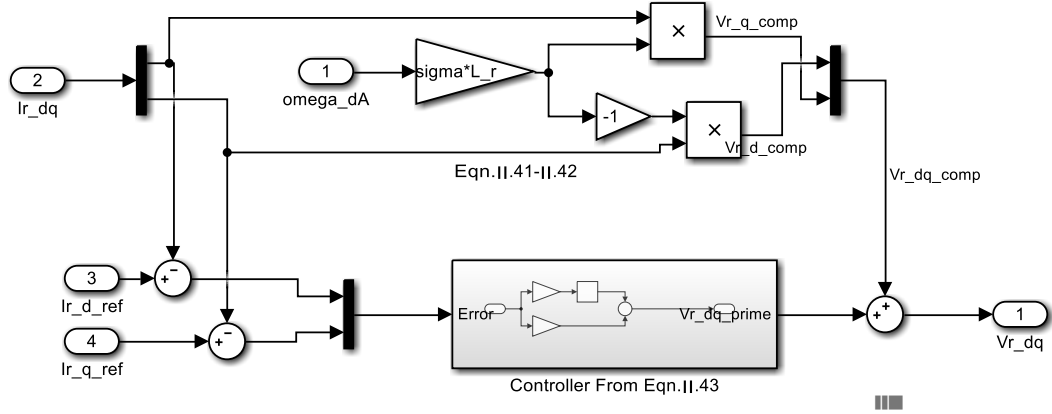 Vr_q_comp
2
Ir_dq
1
omega_dA
sigma*L_r
×
-1
×
Vr_d_comp
Eqn.II.41-II.42
Vr_dq_comp
3
Ir_d_ref
+
−
4
Ir_q_ref
+
−
Error
Vr_dq_prime
Controller From Eqn.II.43
+
+
1
Vr_dq